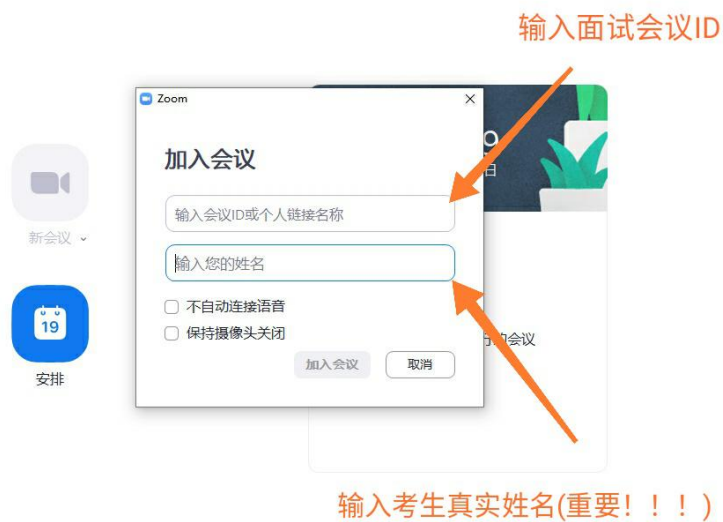 输入面试会议ID
Zoom
加入会议
输入会议ID或个人链接名称
新会议
输入您的姓名
不自动连接语音
19
保持摄像头关闭
的会议
加入会议
取消
安排
输入考生真实姓名(重要！！！)